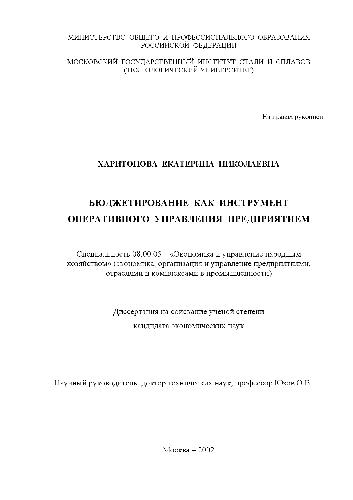 МИНИСТЕРСТВО ОБЩЕГО И ПРОФЕССИОНАЛЬНОГО ОБРАЗОВАНИЯ
РОССИЙСКОЙ ФЕДЕРАЦИИ
МОСКОВСКИЙ ГОСУДАРСТВЕННЫЙ ИНСТИТУТ СТАЛИ И СПЛАВОВ
(ТЕХНОЛОГИЧЕСКИЙ УНИВЕРСИТЕТ)
На правах рукописи
ХАРИТОНОВА ЕКАТЕРИНА НИКОЛАЕВНА
БЮДЖЕТИРОВАНИЕ КАК ИНСТРУМЕНТ
ОПЕРАТИВНОГО УПРАВЛЕНИЯ ПРЕДПРИЯТИЕМ
Специальность 08.00.05 – «Экономика и управление народным
хозяйством» (экономика, организация и управление предприятиями,
отраслями и комплексами в промышленности)
Диссертация на соискание ученой степени
кандидата экономических наук
Научный руководитель: доктор технических наук, профессор
Москва – 2002